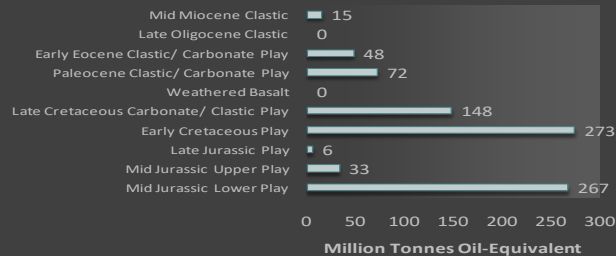 Mid Miocene Clastic 15
Late Oligocene Clastic 0
Early Eocene Clastic/ Carbonate Play 48
Paleocene Clastic/ Carbonate Play 72
Weathered Basalt 0
Late Cretaceous Carbonate/ Clastic Play 148
Early Cretaceous Play 273
Late Jurassic Play 6
Mid Jurassic Upper Play 33
Mid Jurassic Lower Play 267
0 50 100 150 200 250 300
Million Tonnes Oil-Equivalent